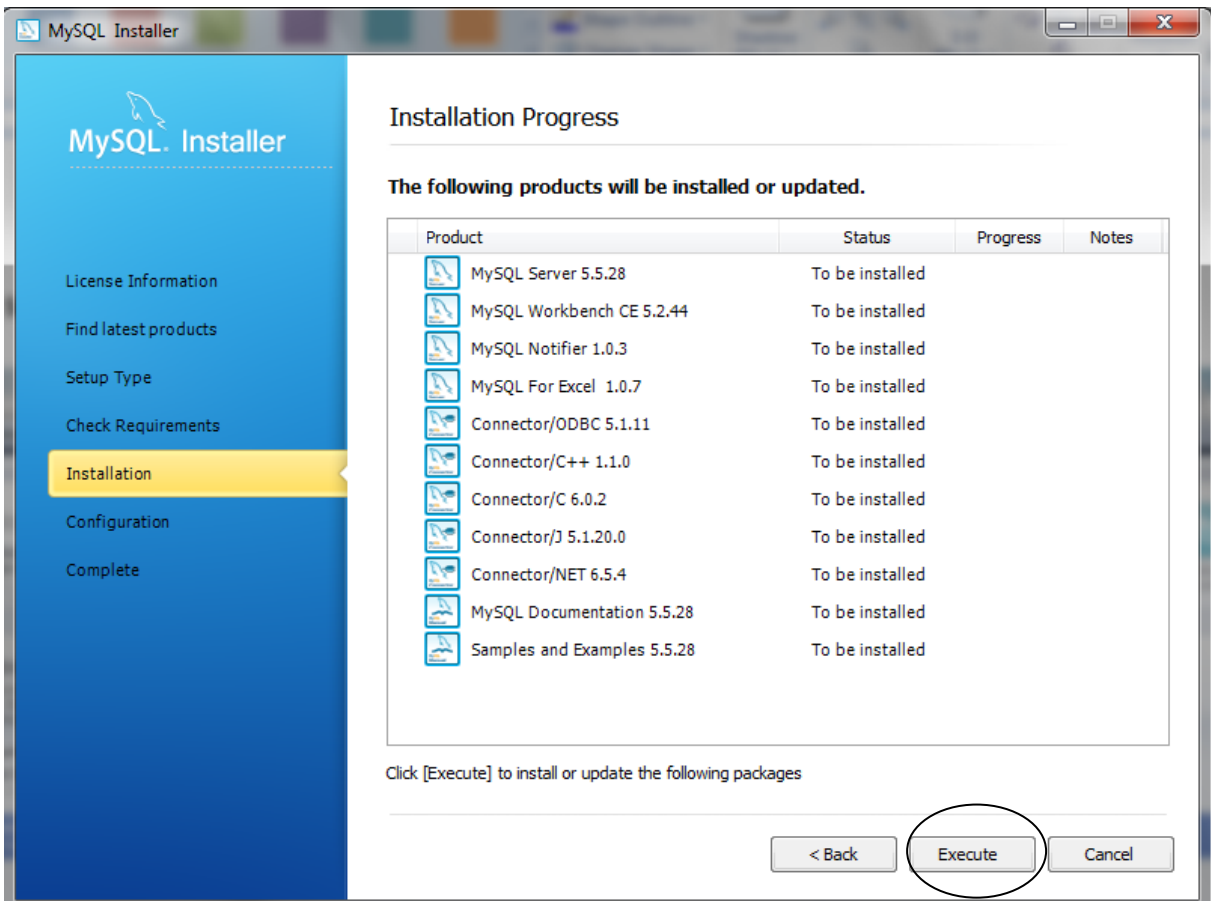 MySQL Installer
MySQL. Installer
License Information
Find latest products
Setup Type
Check Requirements
Installation
Configuration
Complete
Installation Progress
The following products will be installed or updated.
Product Status Progress Notes
MySQL Server 5.5.28 To be installed
MySQL Workbench CE 5.2.44 To be installed
MySQL Notifier 1.0.3 To be installed
MySQL For Excel 1.0.7 To be installed
Connector/ODBC 5.1.11 To be installed
Connector/C++ 1.1.0 To be installed
Connector/C 6.0.2 To be installed
Connector/J 5.1.20.0 To be installed
Connector/NET 6.5.4 To be installed
MySQL Documentation 5.5.28 To be installed
Samples and Examples 5.5.28 To be installed
Click [Execute] to install or update the following packages
< Back Execute Cancel